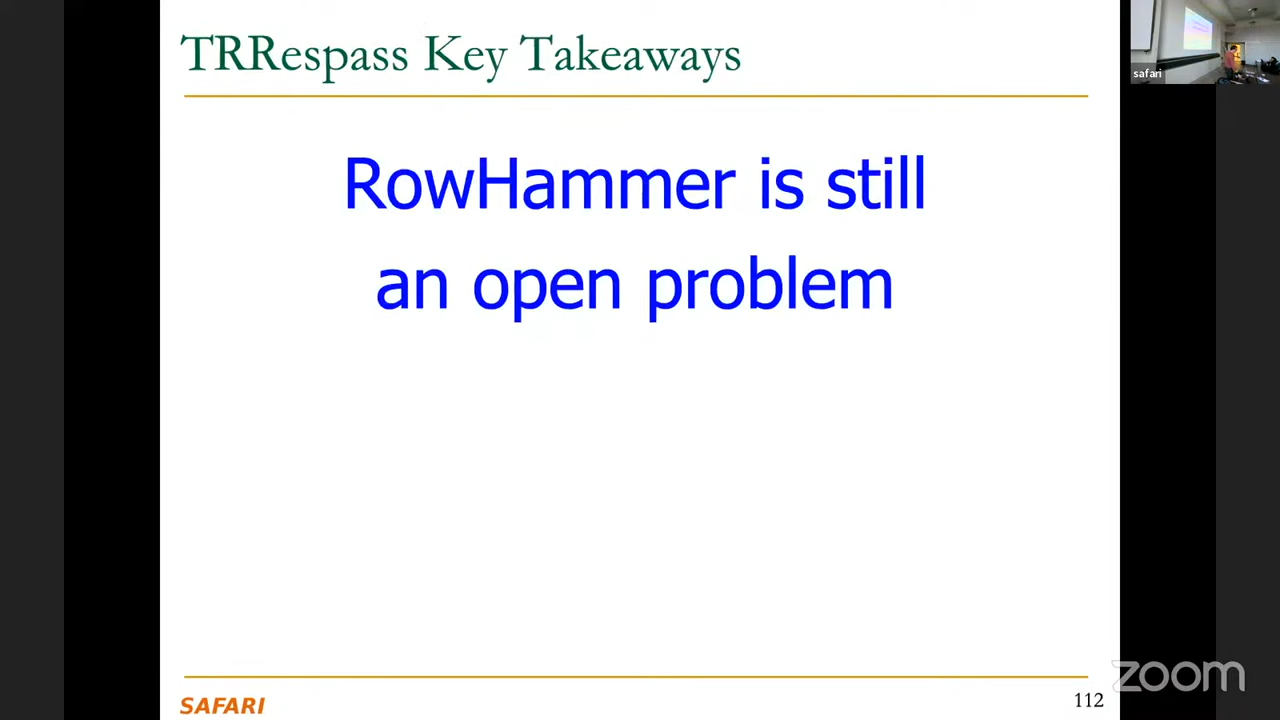 TRRespass Key Takeaways
safari
RowHammer is still
an open problem
SAFARI
112
zoom